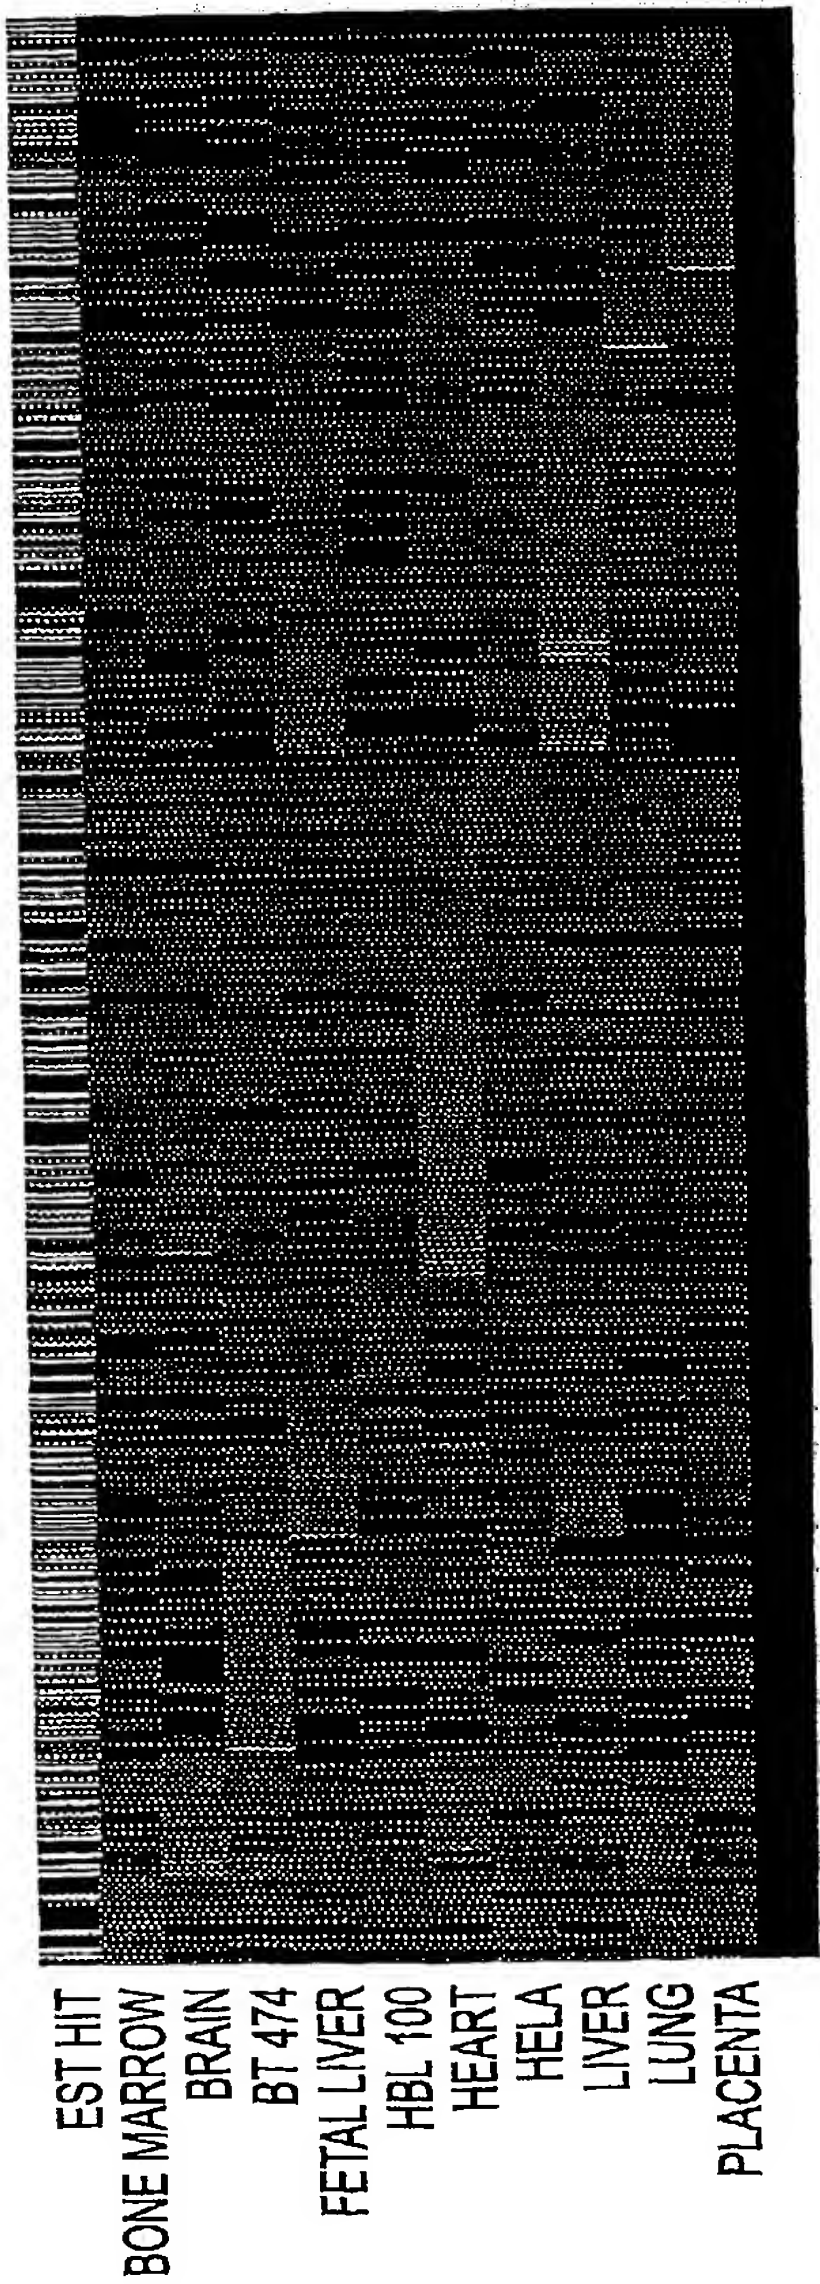 EST HIT
BONE MARROW
BRAIN
BT 474
FETAL LIVER
HBL 100
HEART
HELA
LIVER
LUNG
PLACENTA